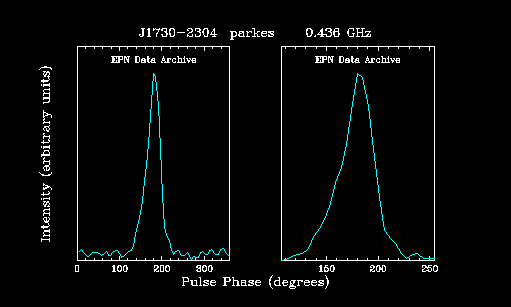 J1730-2304 parkes 0.436 GHz
EPN Data Archive EPN Data Archive
Intensity (arbitrary units)
0 100 200 300 150 200 250
Pulse Phase (degrees)